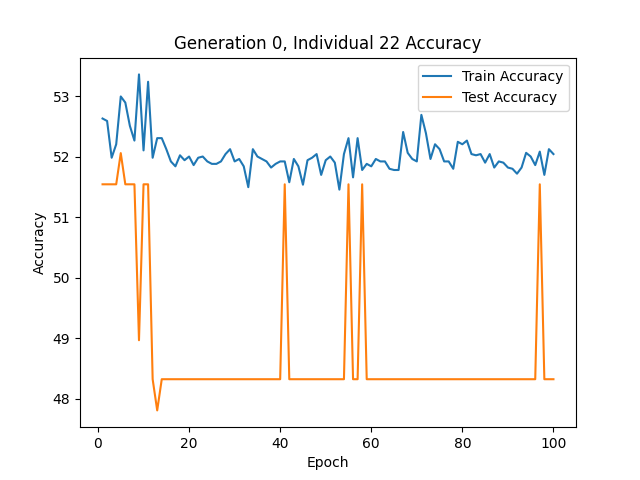 Generation 0, Individual 22 Accuracy
Train Accuracy
Test Accuracy
53
52
51
50
49
48
Accuracy
0 20 40 60 80 100
Epoch